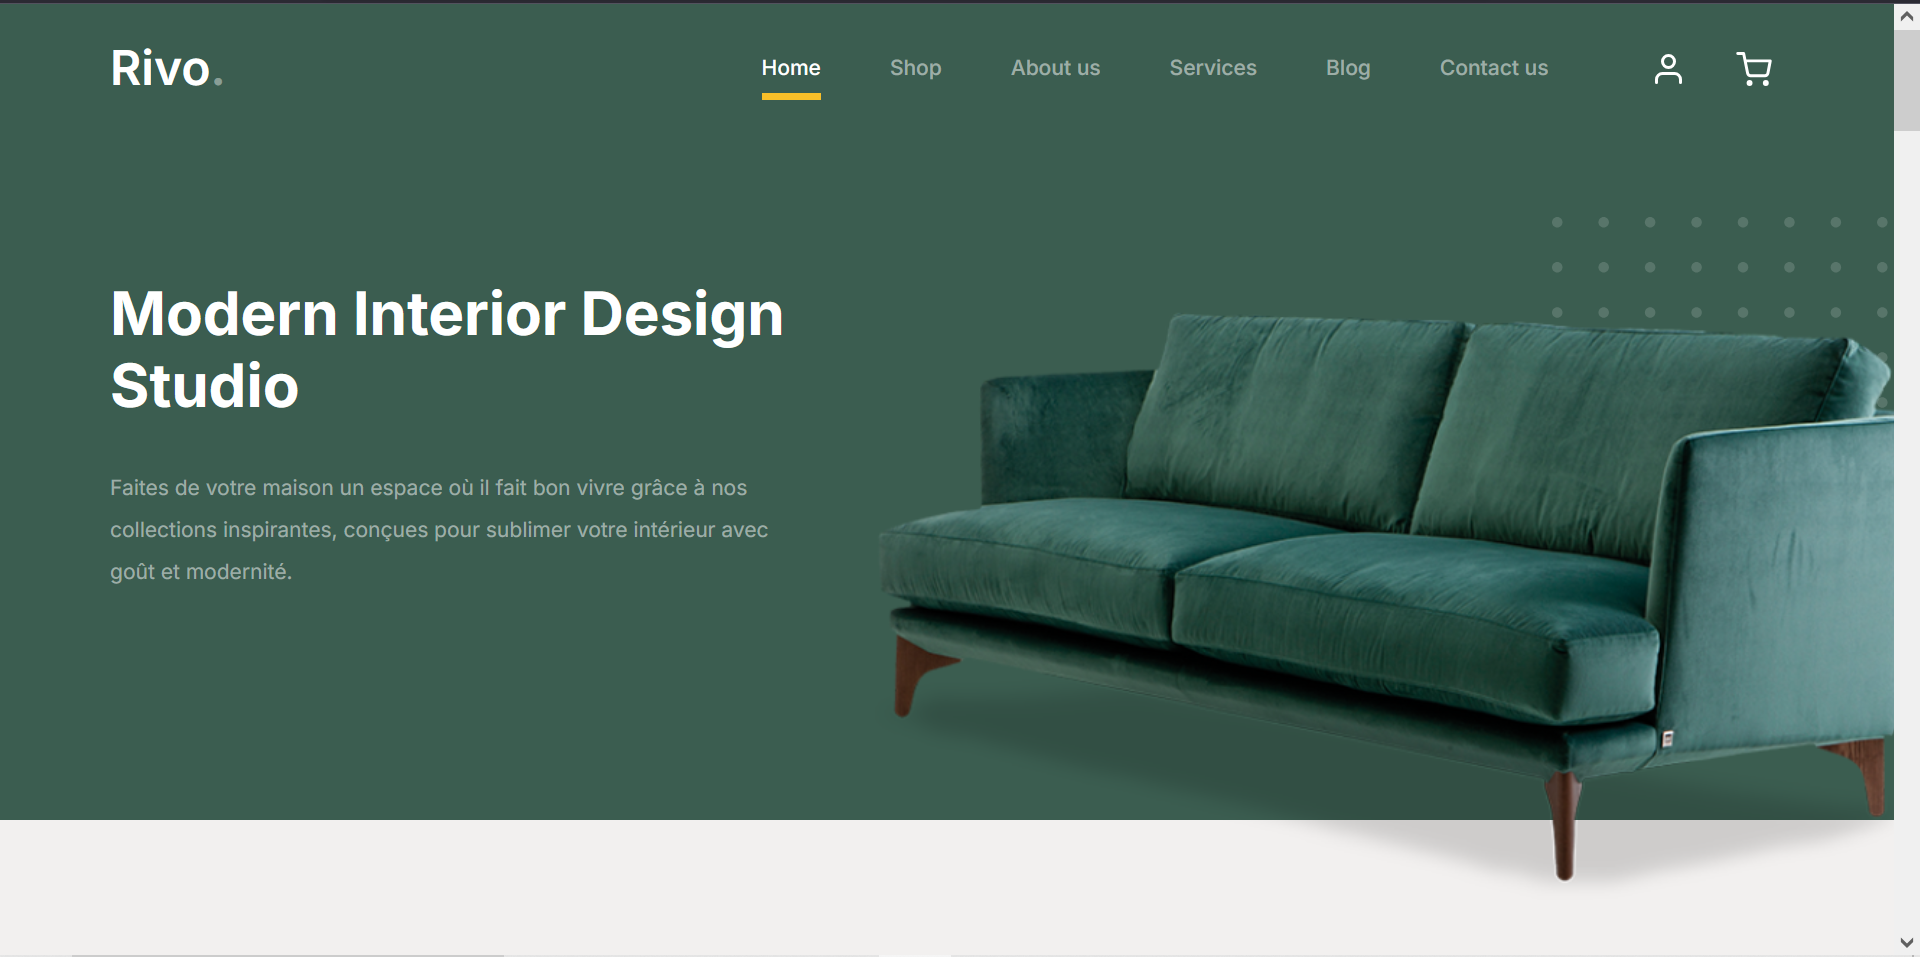 Rivo.
Home Shop About us Services Blog Contact us
Modern Interior Design
Studio
Faites de votre maison un espace où il fait bon vivre grâce à nos
collections inspirantes, conçues pour sublimer votre intérieur avec
goût et modernité.